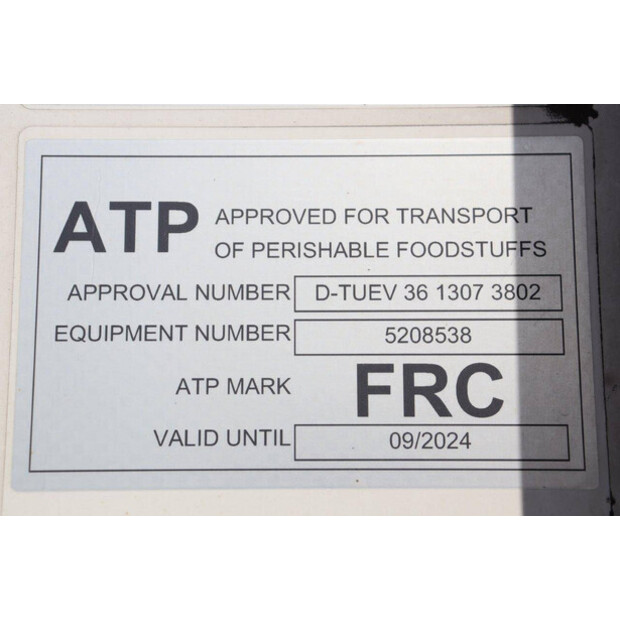 ATP APPROVED FOR TRANSPORT
OF PERISHABLE FOODSTUFFS
APPROVAL NUMBER D-TUEV 36 1307 3802
EQUIPMENT NUMBER 5208538
ATP MARK FRC
VALID UNTIL 09/2024